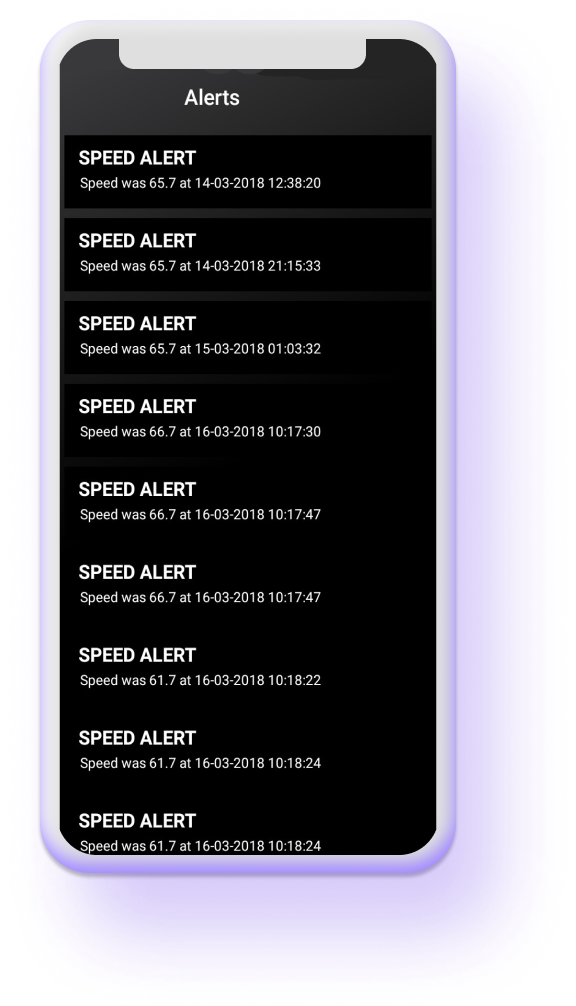 Alerts
SPEED ALERT
Speed was 65.7 at 14-03-2018 12:38:20
SPEED ALERT
Speed was 65.7 at 14-03-2018 21:15:33
SPEED ALERT
Speed was 65.7 at 15-03-2018 01:03:32
SPEED ALERT
Speed was 66.7 at 16-03-2018 10:17:30
SPEED ALERT
Speed was 66.7 at 16-03-2018 10:17:47
SPEED ALERT
Speed was 66.7 at 16-03-2018 10:17:47
SPEED ALERT
Speed was 61.7 at 16-03-2018 10:18:22
SPEED ALERT
Speed was 61.7 at 16-03-2018 10:18:24
SPEED ALERT
Speed was 61.7 at 16-03-2018 10:18:24